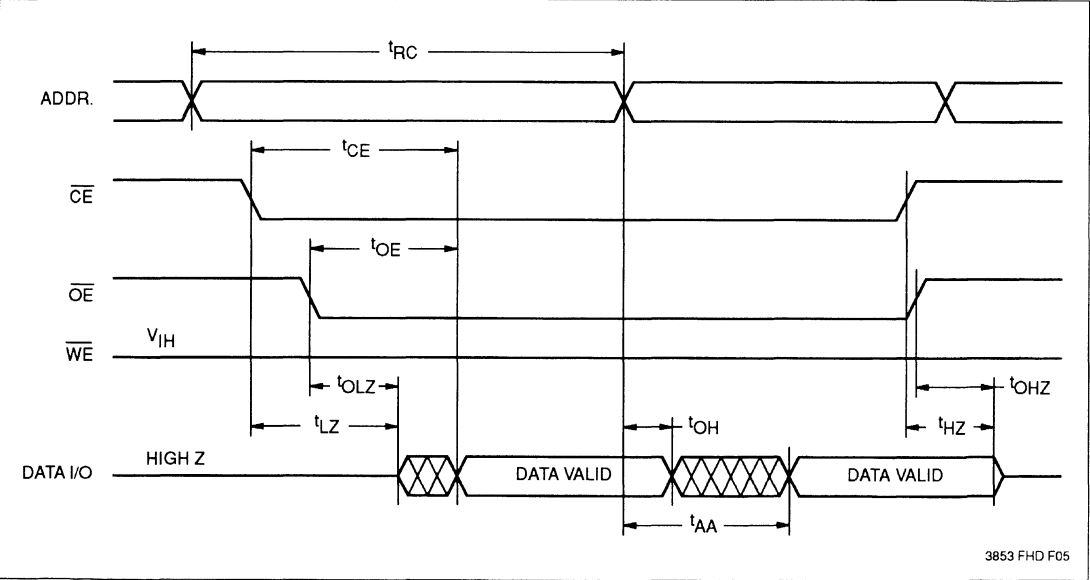 tRC
ADDR.
tCE
CE
tOE
OE
VIH
WE
tOLZ
tOHZ
tLZ
tOH
tHZ
HIGH Z
DATA I/O
DATA VALID
DATA VALID
tAA
3853 FHD F05